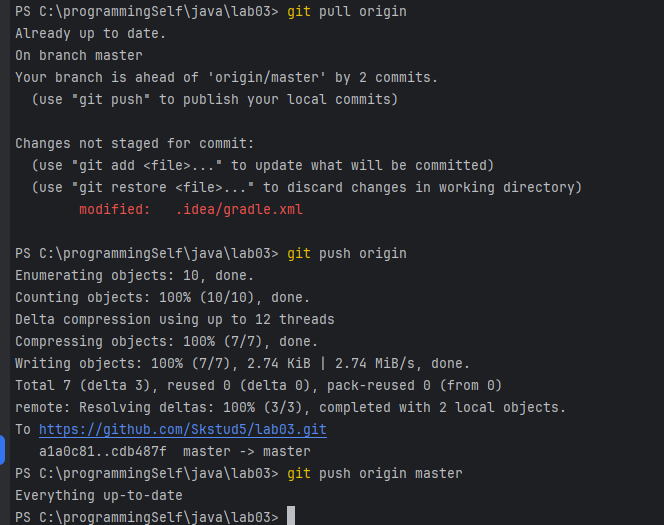 PS C:\programmingSelf\java\lab03> git pull origin
Already up to date.
On branch master
Your branch is ahead of 'origin/master' by 2 commits.
  (use "git push" to publish your local commits)

Changes not staged for commit:
  (use "git add <file>..." to update what will be committed)
  (use "git restore <file>..." to discard changes in working directory)
        modified:   .idea/gradle.xml

PS C:\programmingSelf\java\lab03> git push origin
Enumerating objects: 10, done.
Counting objects: 100% (10/10), done.
Delta compression using up to 12 threads
Compressing objects: 100% (7/7), done.
Writing objects: 100% (7/7), 2.74 KiB | 2.74 MiB/s, done.
Total 7 (delta 3), reused 0 (delta 0), pack-reused 0 (from 0)
remote: Resolving deltas: 100% (3/3), completed with 2 local objects.
To https://github.com/Skstud5/lab03.git
   a1a0c81..cdb487f  master -> master
PS C:\programmingSelf\java\lab03> git push origin master
Everything up-to-date
PS C:\programmingSelf\java\lab03>